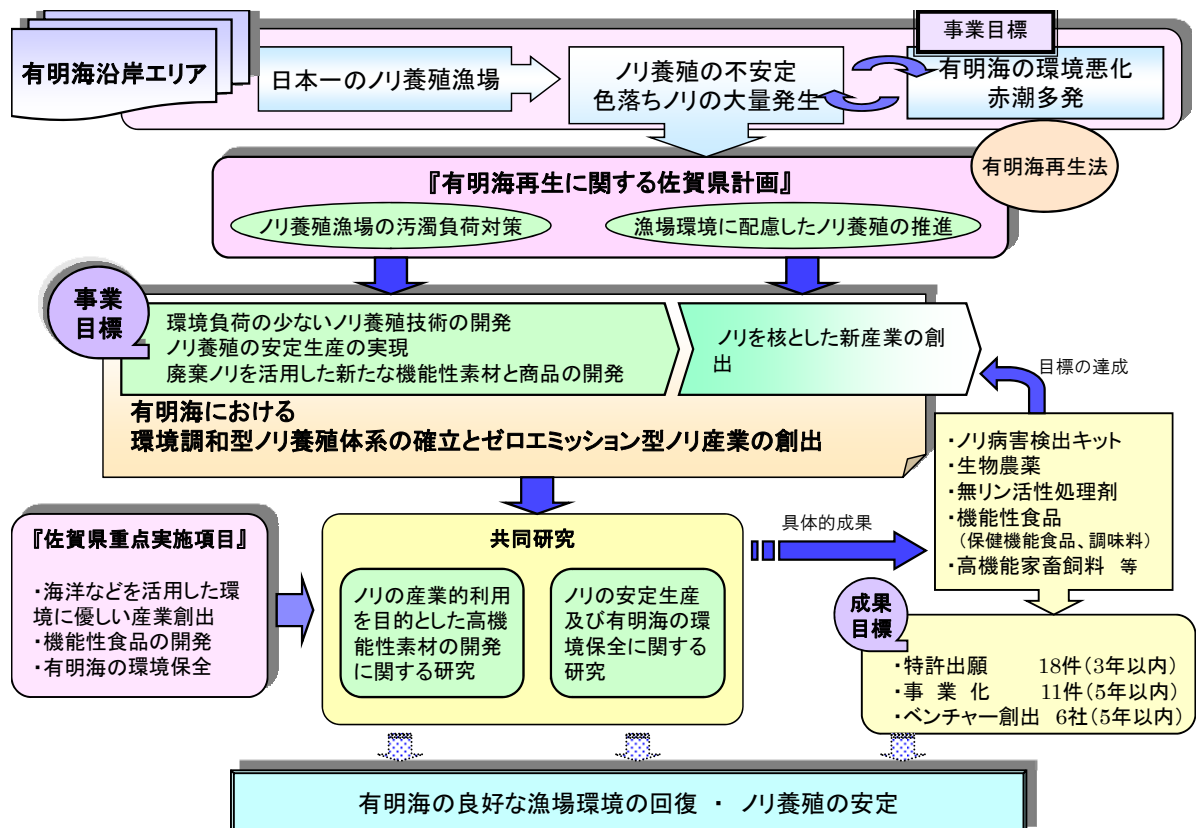 事業目標
有明海沿岸エリア
日本一のノリ養殖漁場
ノリ養殖の不安定
色落ちノリの大量発生
有明海の環境悪化
赤潮多発
有明海再生法
『有明海再生に関する佐賀県計画』
ノリ養殖漁場の汚濁負荷対策
漁場環境に配慮したノリ養殖の推進
事業
目標
環境負荷の少ないノリ養殖技術の開発
ノリ養殖の安定生産の実現
廃棄ノリを活用した新たな機能性素材と商品の開発
ノリを核とした新産業の創
出
目標の達成
有明海における
環境調和型ノリ養殖体系の確立とゼロエミッション型ノリ産業の創出
・ノリ病害検出キット
・生物農薬
・無リン活性処理剤
・機能性食品
(保健機能食品、調味料)
・高機能家畜飼料 等
『佐賀県重点実施項目』
・海洋などを活用した環
境に優しい産業創出
・機能性食品の開発
・有明海の環境保全
共同研究
ノリの産業的利用
を目的とした高機
能性素材の開発
に関する研究
ノリの安定生産
及び有明海の環
境保全に関する
研究
具体的成果
成果
目標
・特許出願 18件(3年以内)
・事 業 化 11件(5年以内)
・ベンチャー創出 6社(5年以内)
有明海の良好な漁場環境の回復 ・ ノリ養殖の安定